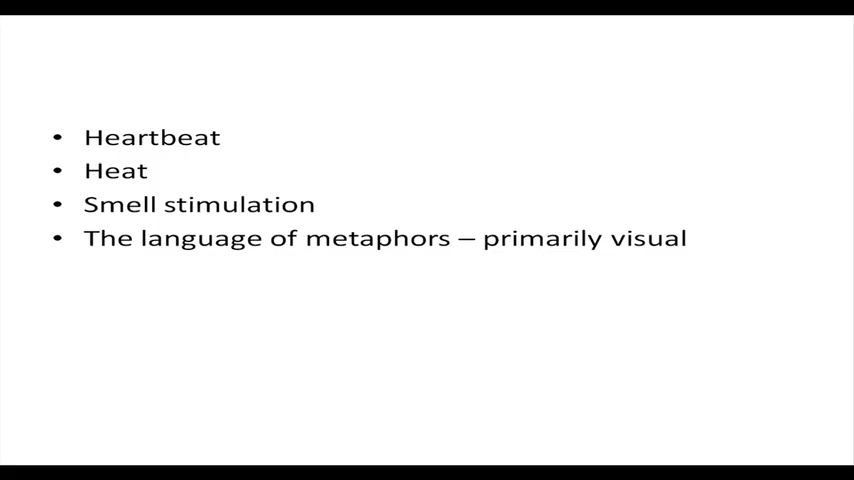 • Heartbeat
• Heat
• Smell stimulation
• The language of metaphors – primarily visual